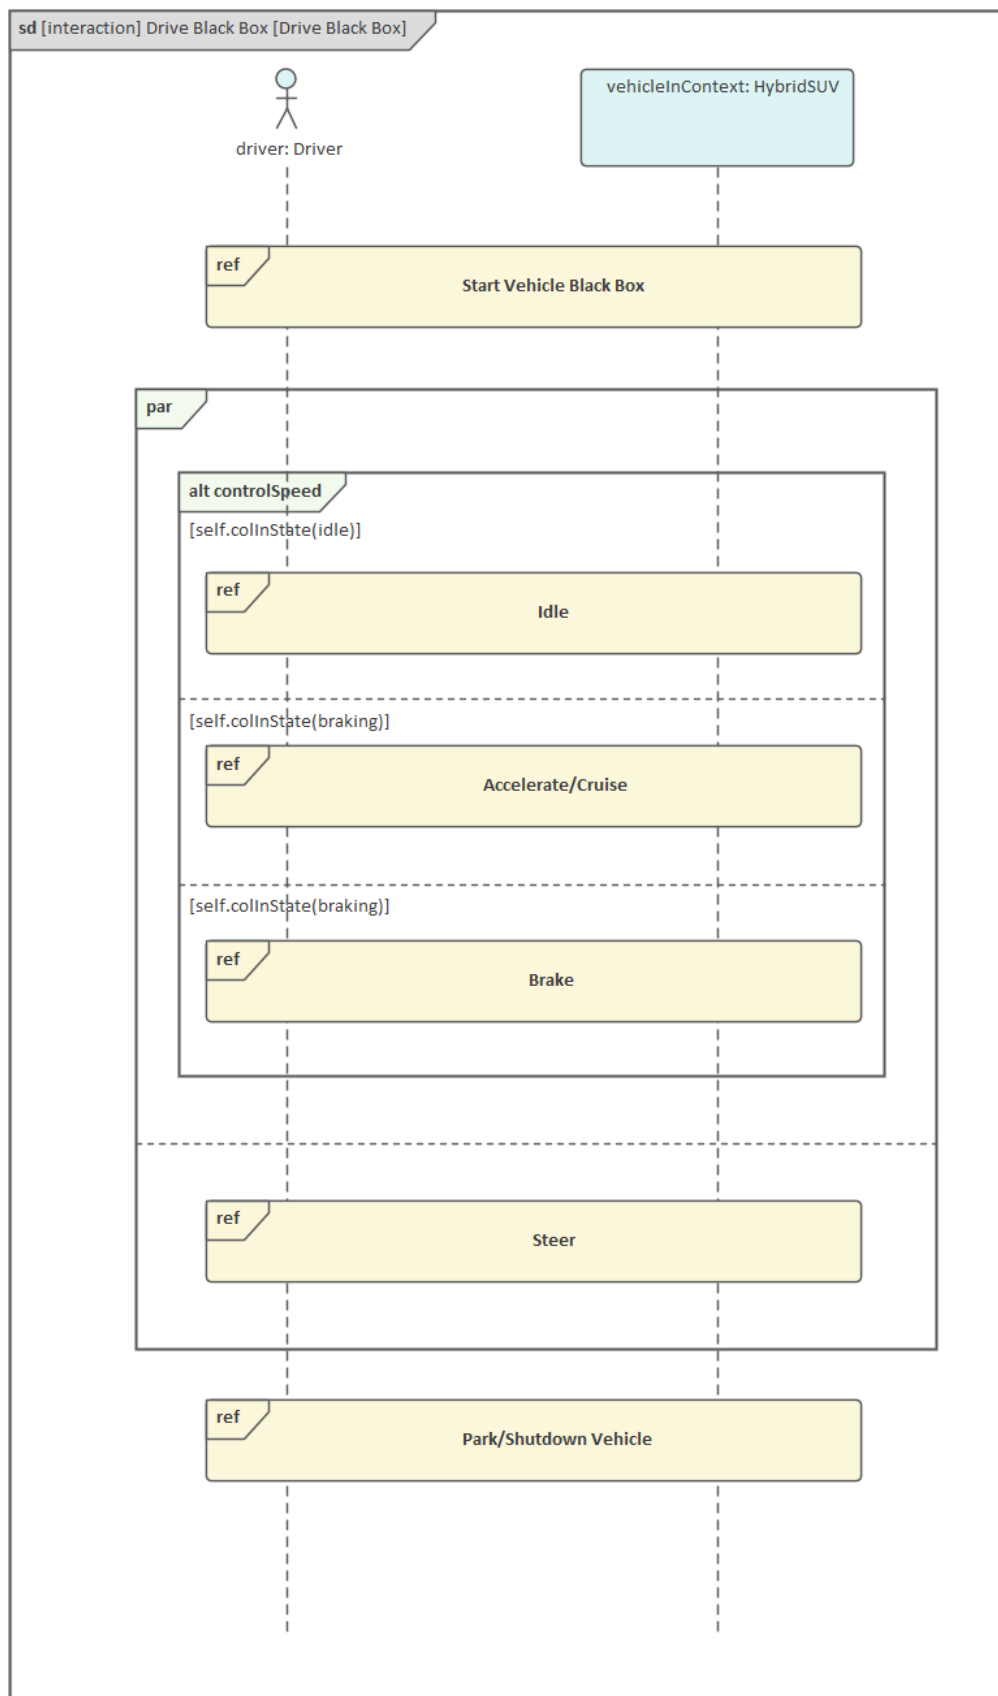 sd [interaction] Drive Black Box [Drive Black Box]
vehicleInContext: HybridSUV
driver: Driver
ref
Start Vehicle Black Box
par
alt controlSpeed
[self.colInState(idle)]
ref
Idle
[self.colInState(braking)]
ref
Accelerate/Cruise
[self.colInState(braking)]
ref
Brake
ref
Steer
ref
Park/Shutdown Vehicle